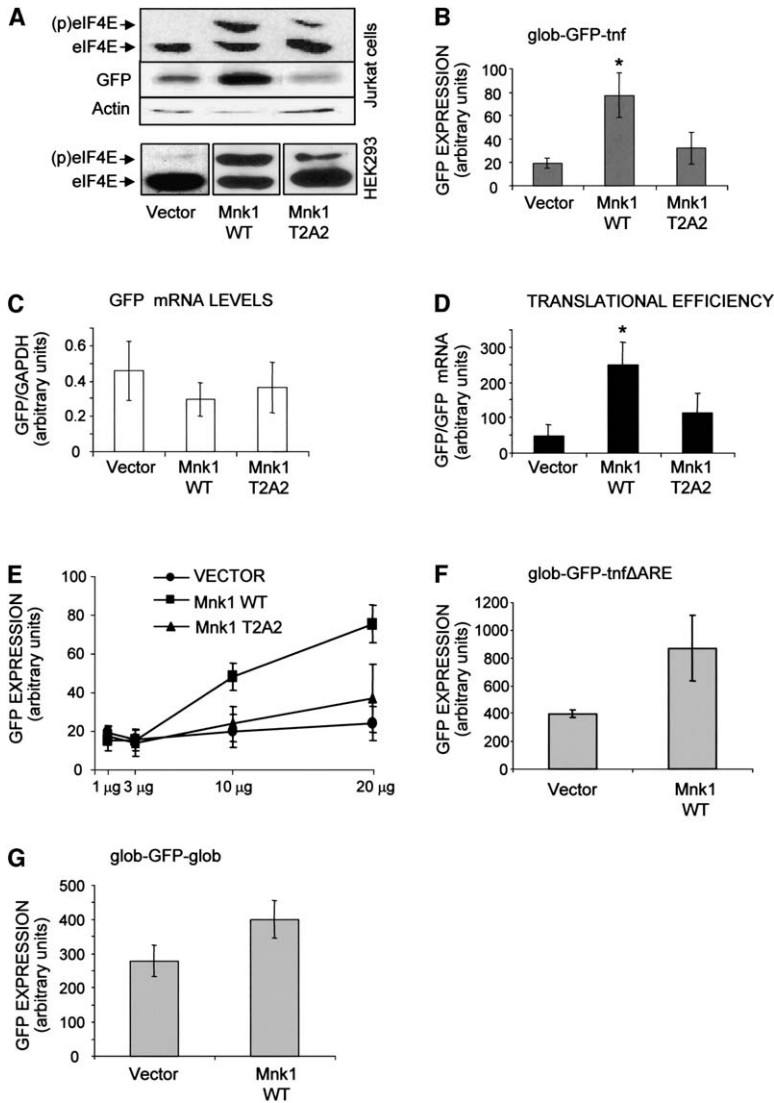 A
(p)eIF4E
eIF4E
GFP
Actin
Jurkat cells
(p)eIF4E
eIF4E
HEK293
Vector
Mnk1 WT
Mnk1 T2A2
B
glob-GFP-tnf
GFP EXPRESSION
(arbitrary units)
100
80
60
40
20
0
*
Vector
Mnk1 WT
Mnk1 T2A2
C
GFP mRNA LEVELS
GFP/GAPDH
(arbitrary units)
0.6
0.4
0.2
0
Vector
Mnk1 WT
Mnk1 T2A2
D
TRANSLATIONAL EFFICIENCY
GFP/GFP mRNA
(arbitrary units)
300
200
100
0
*
Vector
Mnk1 WT
Mnk1 T2A2
E
GFP EXPRESSION
(arbitrary units)
100
80
60
40
20
0
VECTOR
Mnk1 WT
Mnk1 T2A2
1 µg 3 µg 10 µg 20 µg
F
glob-GFP-tnfΔARE
GFP EXPRESSION
(arbitrary units)
1200
1000
800
600
400
200
0
Vector
Mnk1 WT
G
glob-GFP-glob
GFP EXPRESSION
(arbitrary units)
500
400
300
200
100
0
Vector
Mnk1 WT